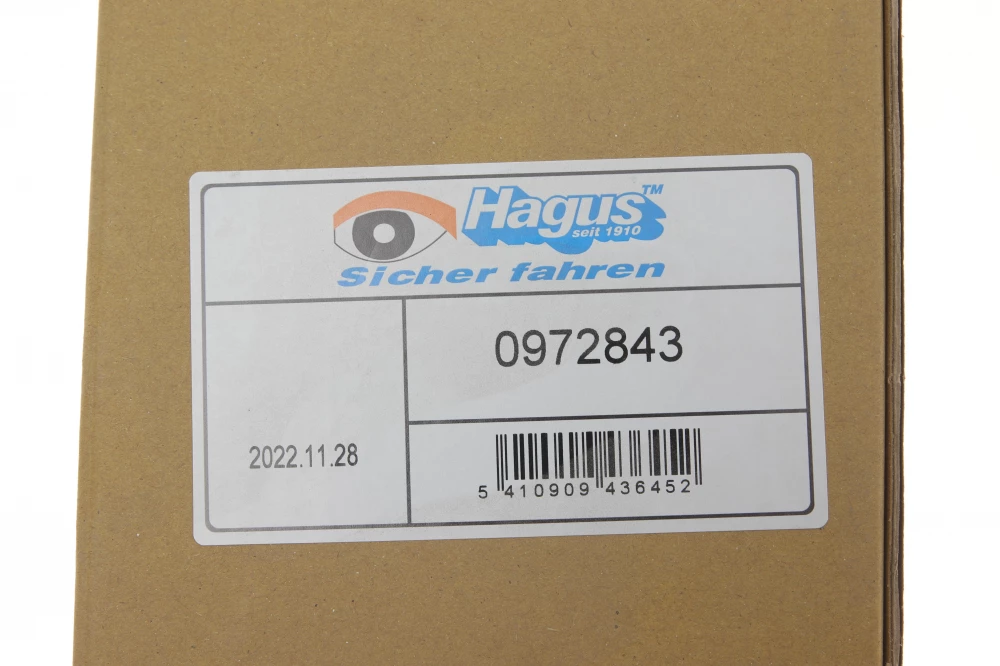 Hagus™
seit 1910
Sicher fahren
0972843
2022.11.28
5 410909 436452